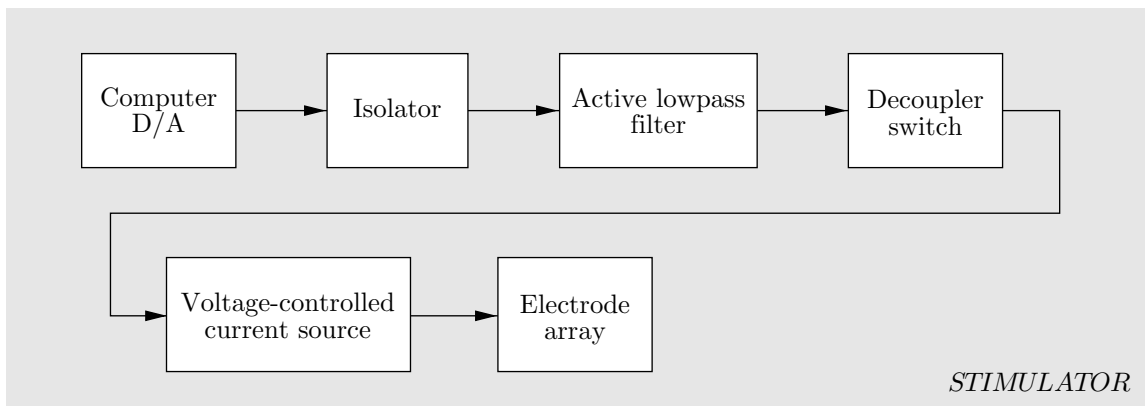 Computer
D/A
Isolator
Active lowpass
filter
Decoupler
switch
Voltage-controlled
current source
Electrode
array
STIMULATOR